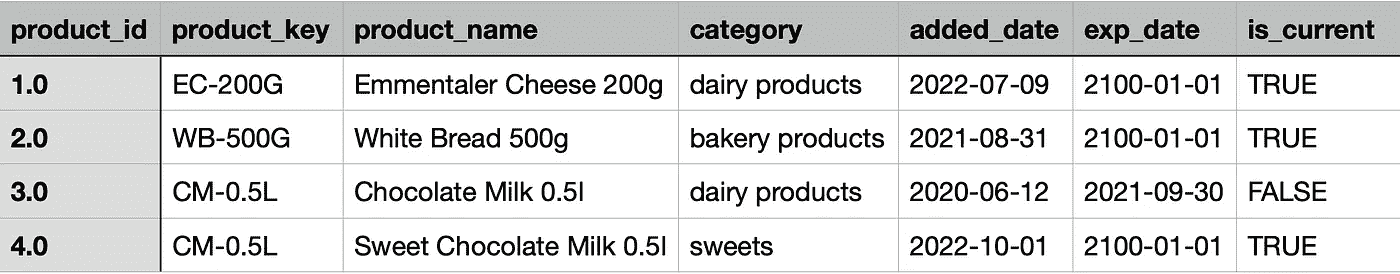 product_id product_key product_name category added_date exp_date is_current
1.0 EC-200G Emmentaler Cheese 200g dairy products 2022-07-09 2100-01-01 TRUE
2.0 WB-500G White Bread 500g bakery products 2021-08-31 2100-01-01 TRUE
3.0 CM-0.5L Chocolate Milk 0.5l dairy products 2020-06-12 2021-09-30 FALSE
4.0 CM-0.5L Sweet Chocolate Milk 0.5l sweets 2022-10-01 2100-01-01 TRUE